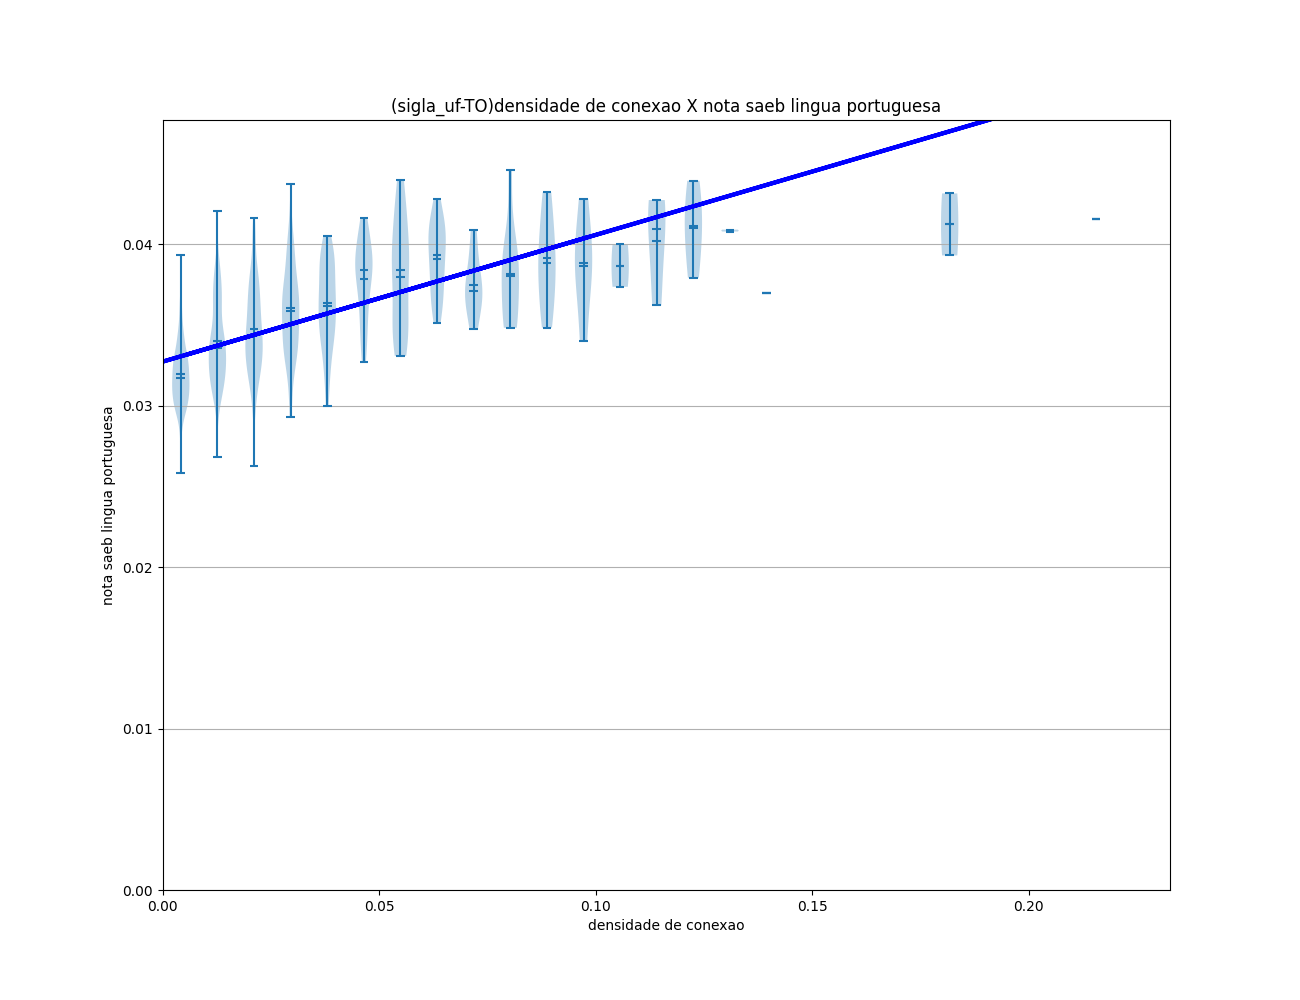 (sigla_uf-TO)densidade de conexao X nota saeb lingua portuguesa
nota saeb lingua portuguesa
0.04
0.03
0.02
0.01
0.00
0.00 0.05 0.10 0.15 0.20
densidade de conexao